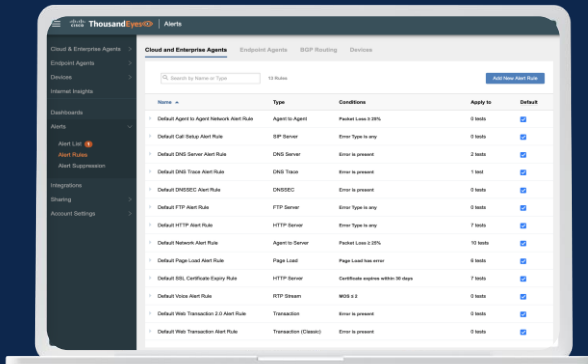 cisco ThousandEyes Alerts
Cloud & Enterprise Agents
Endpoint Agents
Devices
Internet Insights
Dashboards
Alerts
Alert List 1
Alert Rules
Alert Suppression
Integrations
Sharing
Account Settings
Cloud and Enterprise Agents Endpoint Agents BGP Routing Devices
Search by Name or Type 13 Rules Add New Alert Rule
Name Type Conditions Apply to Default
Default Agent to Agent Network Alert Rule Agent to Agent Packet Loss ≥ 25% 0 tests
Default Call Setup Alert Rule SIP Server Error Type is any 0 tests
Default DNS Server Alert Rule DNS Server Error is present 2 tests
Default DNS Trace Alert Rule DNS Trace Error is present 1 test
Default DNSSEC Alert Rule DNSSEC Error is present 0 tests
Default FTP Alert Rule FTP Server Error Type is any 0 tests
Default HTTP Alert Rule HTTP Server Error Type is any 7 tests
Default Network Alert Rule Agent to Server Packet Loss ≥ 25% 10 tests
Default Page Load Alert Rule Page Load Page Load has error 6 tests
Default SSL Certificate Expiry Rule HTTP Server Certificate expires within 30 days 7 tests
Default Voice Alert Rule RTP Stream MOS ≤ 2 0 tests
Default Web Transaction 2.0 Alert Rule Transaction Error is present 0 tests
Default Web Transaction Alert Rule Transaction (Classic) Error is present 0 tests